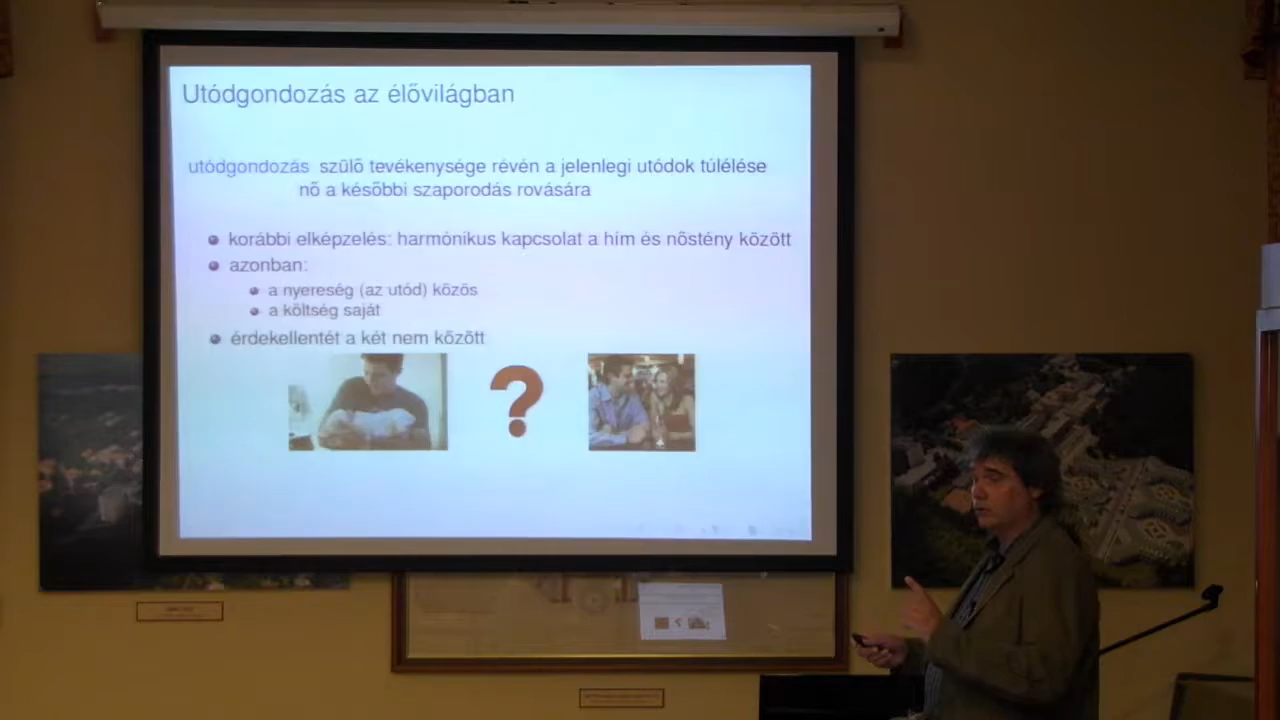 Utódgondozás az élővilágban
utódgondozás szülő tevékenysége révén a jelenlegi utódok túlélése
nő a későbbi szaporodás rovására
korábbi elképzelés: harmónikus kapcsolat a hím és nőstény között
azonban:
a nyereség (az utód) közös
a költség saját
érdekellentét a két nem között
?